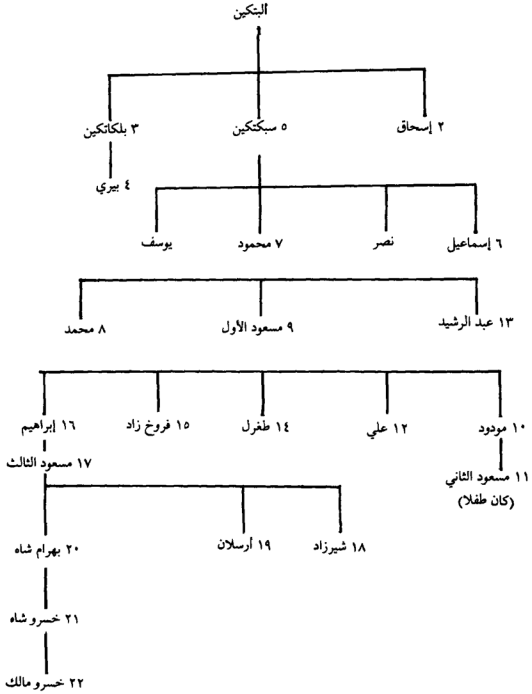 ألبتكين
٢ إسحاق
٥ سبكتكين
٣ بلكاتكين
٤ بيري
٦ إسماعيل
نصر
٧ محمود
يوسف
١٣ عبد الرشيد
٩ مسعود الأول
٨ محمد
١٠ مودود
١٢ علي
١٤ طغرل
١٥ فروخ زاد
١٦ إبراهيم
١١ مسعود الثاني
(كان طفلا)
١٧ مسعود الثالث
١٨ شيرزاد
١٩ أرسلان
٢٠ بهرام شاه
٢١ خسرو شاه
٢٢ خسرو مالك